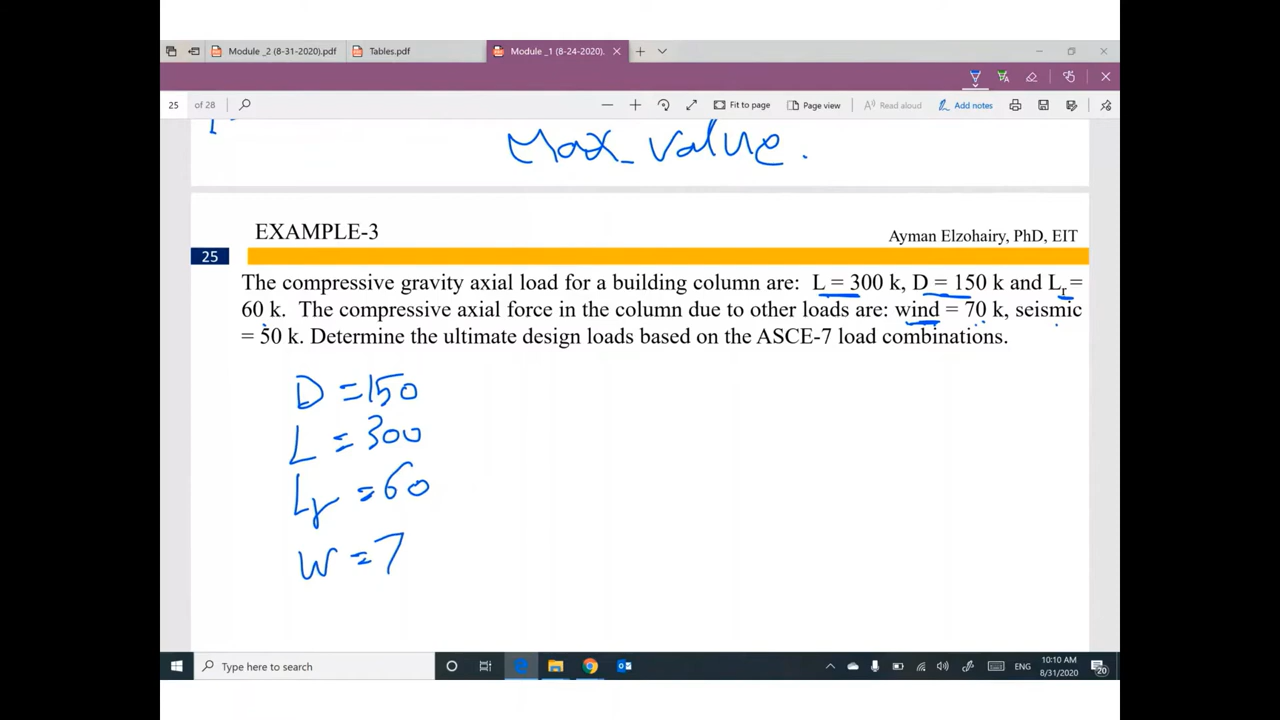 Module _2 (8-31-2020).pdf Tables.pdf Module _1 (8-24-2020).
25 of 28 Fit to page Page view Read aloud Add notes
Max_value.
EXAMPLE-3
Ayman Elzohairy, PhD, EIT
25
The compressive gravity axial load for a building column are: L = 300 k, D = 150 k and Lr =
60 k. The compressive axial force in the column due to other loads are: wind = 70 k, seismic
= 50 k. Determine the ultimate design loads based on the ASCE-7 load combinations.
D = 150
L = 300
Lr = 60
W = 7
Type here to search
ENG
10:10 AM
8/31/2020
20